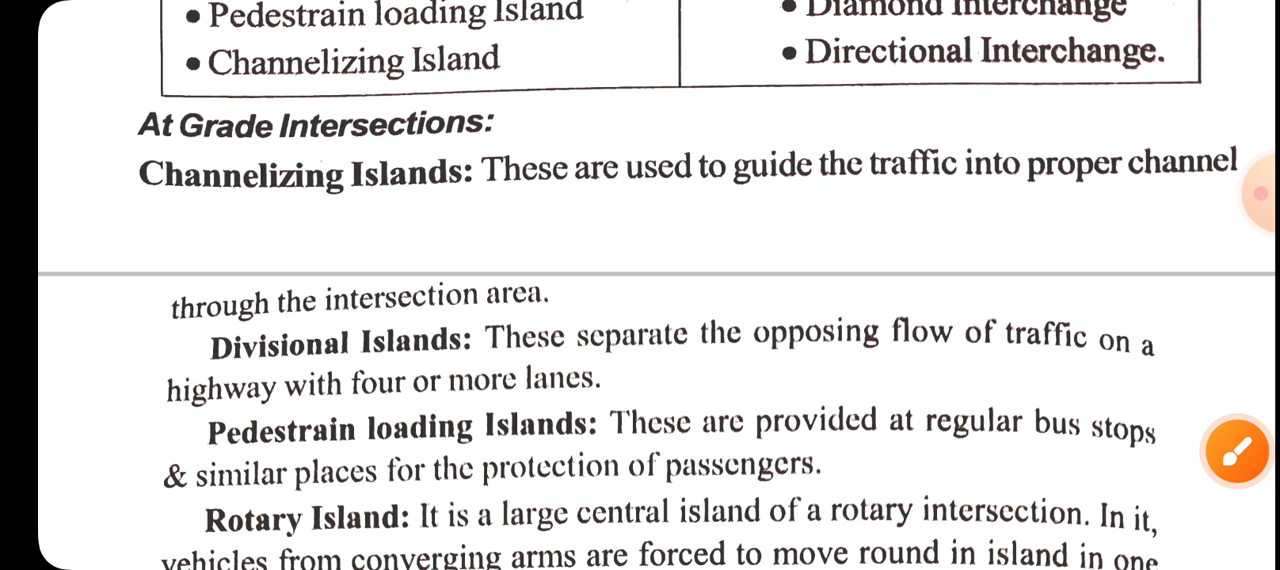 • Pedestrain loading Island
• Diamond Interchange
• Channelizing Island
• Directional Interchange.
At Grade Intersections:
Channelizing Islands: These are used to guide the traffic into proper channel
through the intersection area.
Divisional Islands: These separate the opposing flow of traffic on a
highway with four or more lanes.
Pedestrain loading Islands: These are provided at regular bus stops
& similar places for the protection of passengers.
Rotary Island: It is a large central island of a rotary intersection. In it,
vehicles from converging arms are forced to move round in island in one